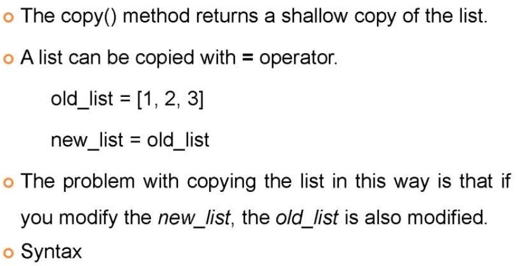 The copy() method returns a shallow copy of the list.
A list can be copied with = operator.
old_list = [1, 2, 3]
new_list = old_list
The problem with copying the list in this way is that if
you modify the new_list, the old_list is also modified.
Syntax